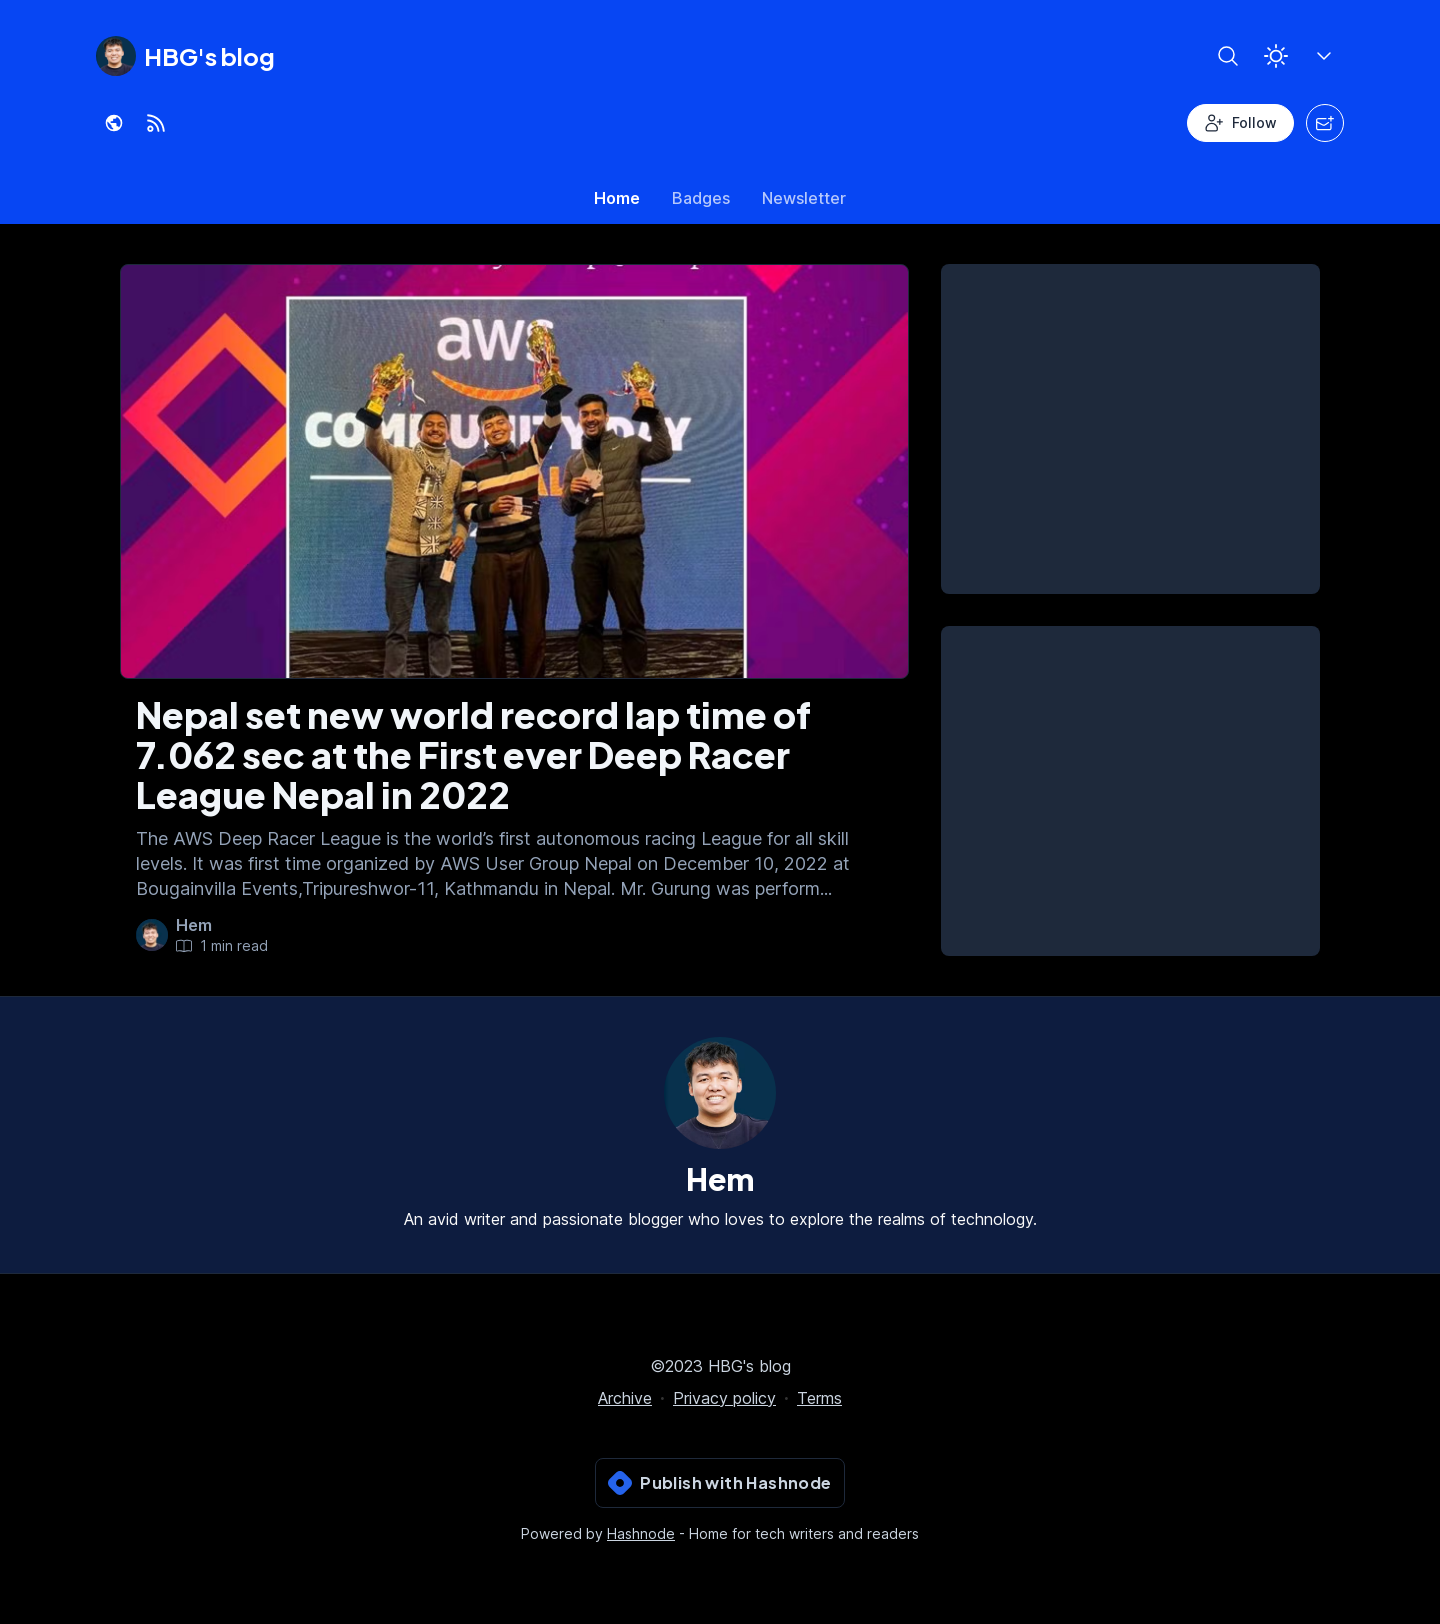 HBG's blog
Follow
Home
Badges
Newsletter
aws
COMMUNITY DAY
Nepal set new world record lap time of
7.062 sec at the First ever Deep Racer
League Nepal in 2022
The AWS Deep Racer League is the world’s first autonomous racing League for all skill
levels. It was first time organized by AWS User Group Nepal on December 10, 2022 at
Bougainvilla Events,Tripureshwor-11, Kathmandu in Nepal. Mr. Gurung was perform...
Hem
1 min read
Hem
An avid writer and passionate blogger who loves to explore the realms of technology.
©2023 HBG's blog
Archive · Privacy policy · Terms
Publish with Hashnode
Powered by Hashnode - Home for tech writers and readers